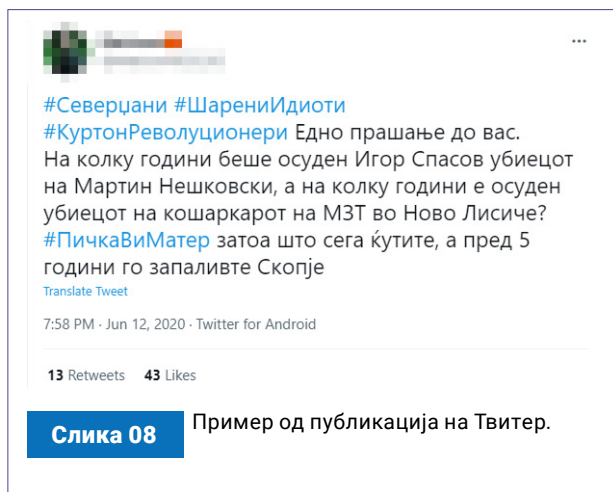 #Северџани #ШарениИдиоти
#КуртонРеволуционери Едно прашање до вас.
На колку години беше осуден Игор Спасов убиецот
на Мартин Нешковски, а на колку години е осуден
убиецот на кошаркарот на МЗТ во Ново Лисиче?
#ПичкаВиМатер затоа што сега ќутите, а пред 5
години го запаливте Скопје
Translate Tweet
7:58 PM · Jun 12, 2020 · Twitter for Android
13 Retweets 43 Likes
Слика 08 Пример од публикација на Твитер.